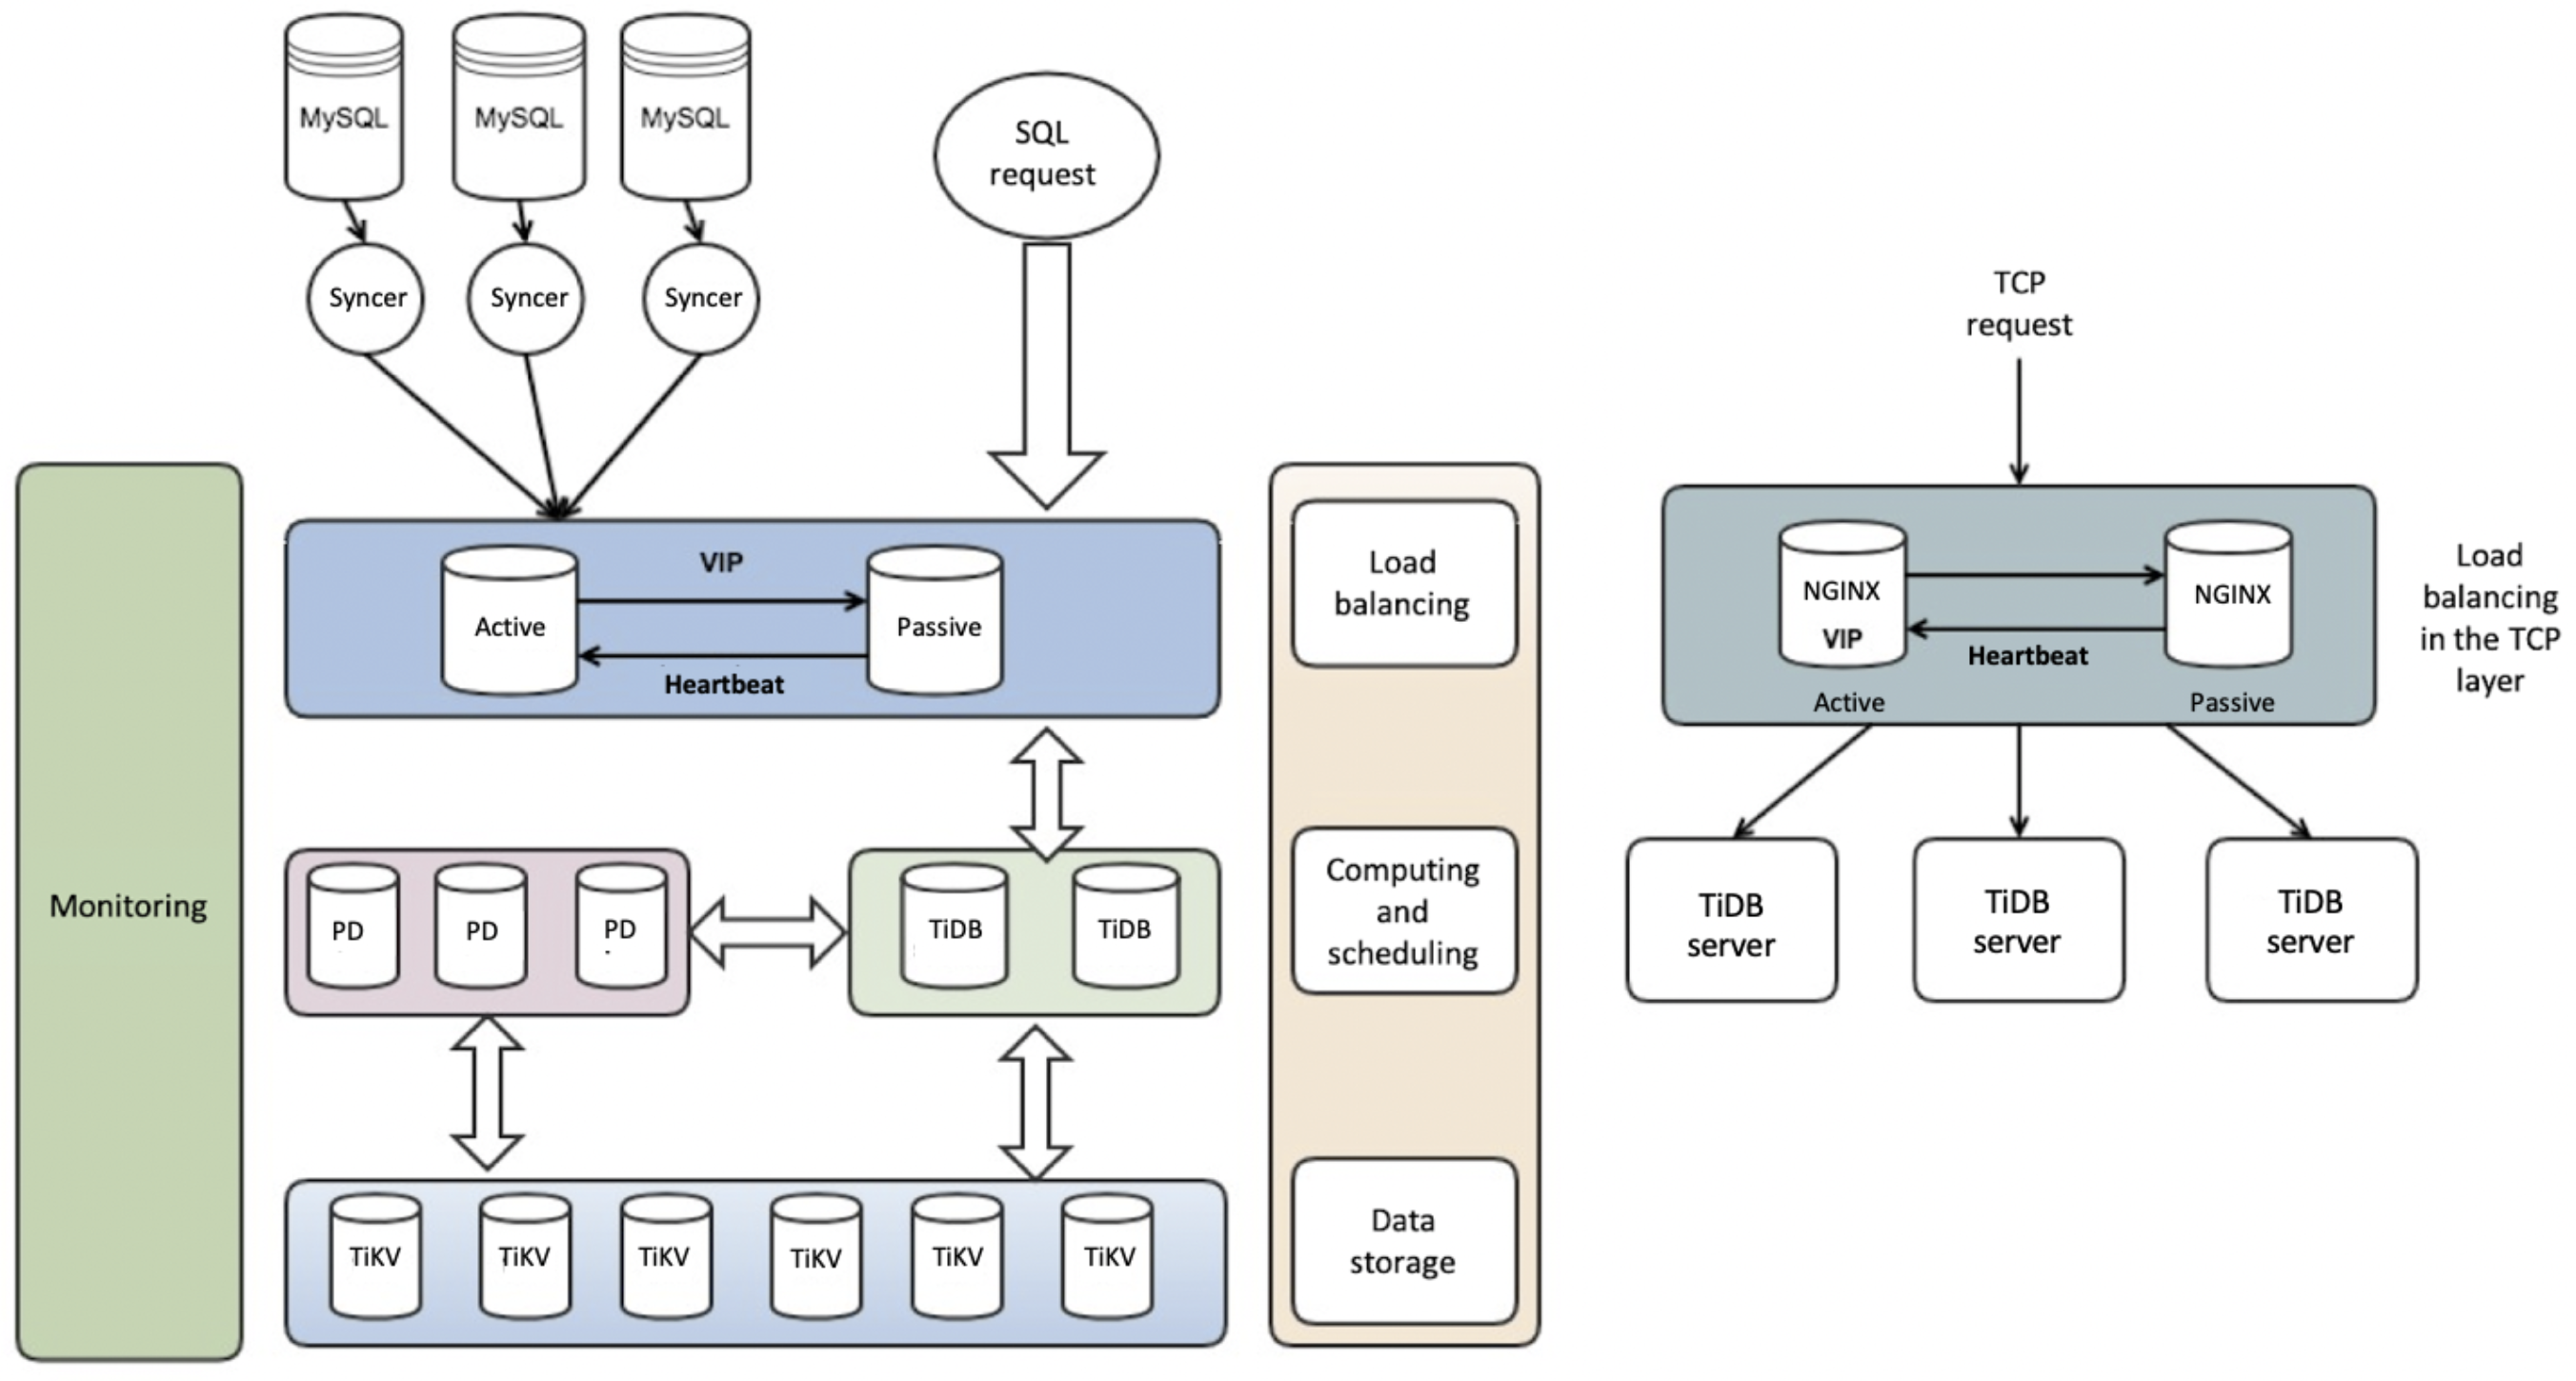 MySQL
MySQL
MySQL
SQL
request
Syncer
Syncer
Syncer
Monitoring
VIP
Active
Passive
Heartbeat
PD
PD
PD
TiDB
TiDB
TiKV
TiKV
TiKV
TiKV
TiKV
TiKV
Load
balancing
Computing
and
scheduling
Data
storage
TCP
request
NGINX
VIP
NGINX
Heartbeat
Active
Passive
Load
balancing
in the TCP
layer
TiDB
server
TiDB
server
TiDB
server